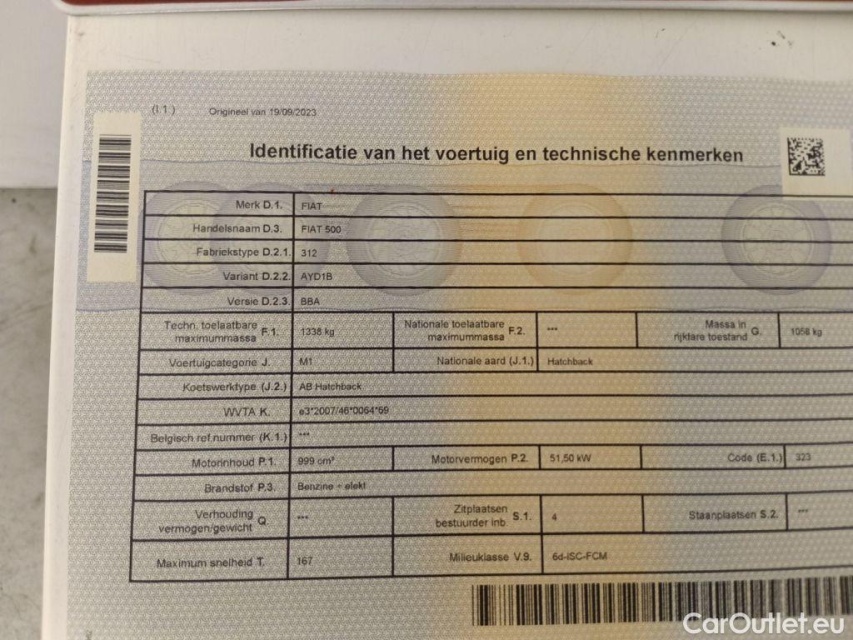 (I.1.) Origineel van 19/09/2023
Identificatie van het voertuig en technische kenmerken
Merk D.1. FIAT
Handelsnaam D.3. FIAT 500
Fabriekstype D.2.1. 312
Variant D.2.2. AYD1B
Versie D.2.3. BBA
Techn. toelaatbare maximummassa F.1. 1338 kg Nationale toelaatbare maximummassa F.2. *** Massa in rijklare toestand G. 1058 kg
Voertuigcategorie J. M1 Nationale aard (J.1.) Hatchback
Koetswerktype (J.2.) AB Hatchback
WVTA K. e3*2007/46*0064*69
Belgisch ref.nummer (K.1.) ***
Motorinhoud P.1. 999 cm³ Motorvermogen P.2. 51,50 kW Code (E.1.) 323
Brandstof P.3. Benzine + elekt
Verhouding vermogen/gewicht Q *** Zitplaatsen bestuurder inb. S.1. 4 Staanplaatsen S.2. ***
Maximum snelheid T. 167 Milieuklasse V.9. 6d-ISC-FCM
CarOutlet.eu